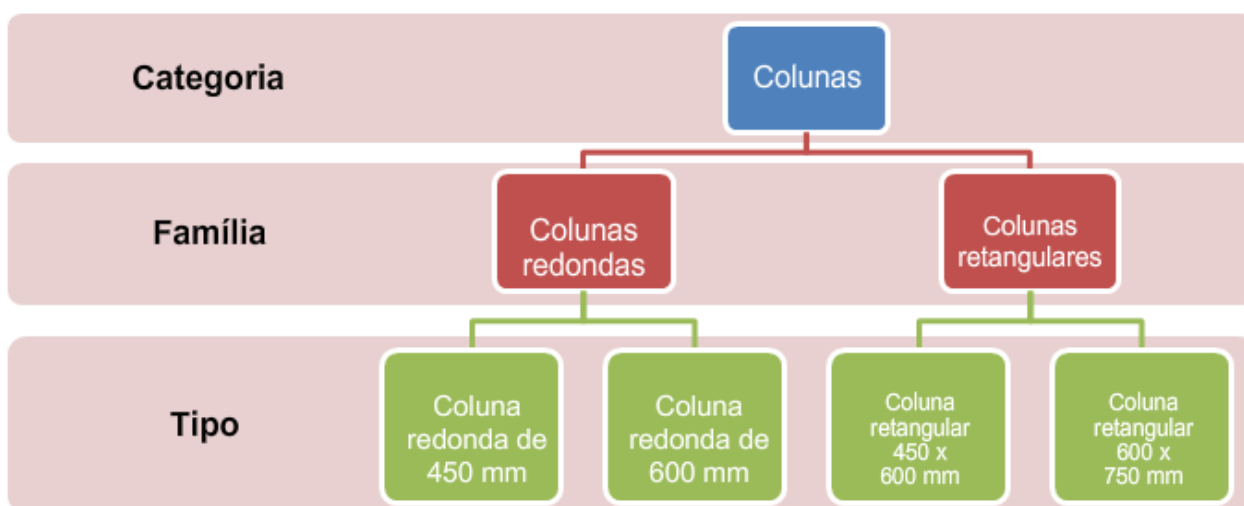 Categoria
Colunas
Família
Colunas
redondas
Colunas
retangulares
Tipo
Coluna
redonda de
450 mm
Coluna
redonda de
600 mm
Coluna
retangular
450 x
600 mm
Coluna
retangular
600 x
750 mm